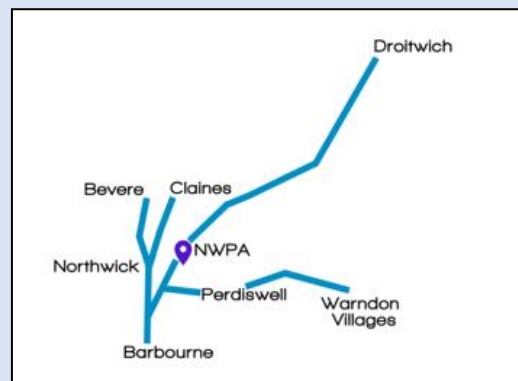 Droitwich
Bevere
Claines
NWPA
Northwick
Perdiswell
Warndon
Villages
Barbourne